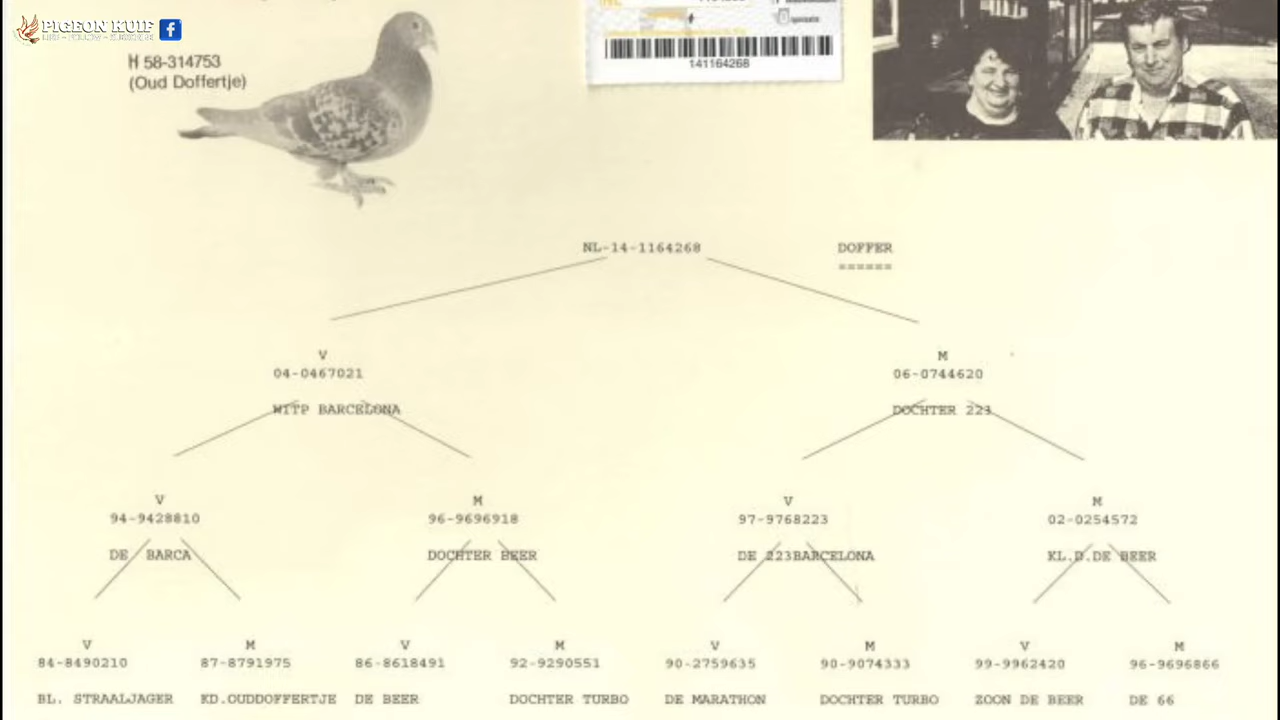 PIGEON KUIF
H 58-314753
(Oud Doffertje)
NL
141164268
NL-14-1164268 DOFFER
======
V M
04-0467021 06-0744620
WITP BARCELONA DOCHTER 223
V M V M
94-9428810 96-9696918 97-9768223 02-0254572
DE BARCA DOCHTER BEER DE 223BARCELONA KL.D.DE BEER
V M V M V M V M
84-8490210 87-8791975 86-8618491 92-9290551 90-2759635 90-9074333 99-9962420 96-9696866
BL. STRAALJAGER KD.OUDDOFFERTJE DE BEER DOCHTER TURBO DE MARATHON DOCHTER TURBO ZOON DE BEER DE 66